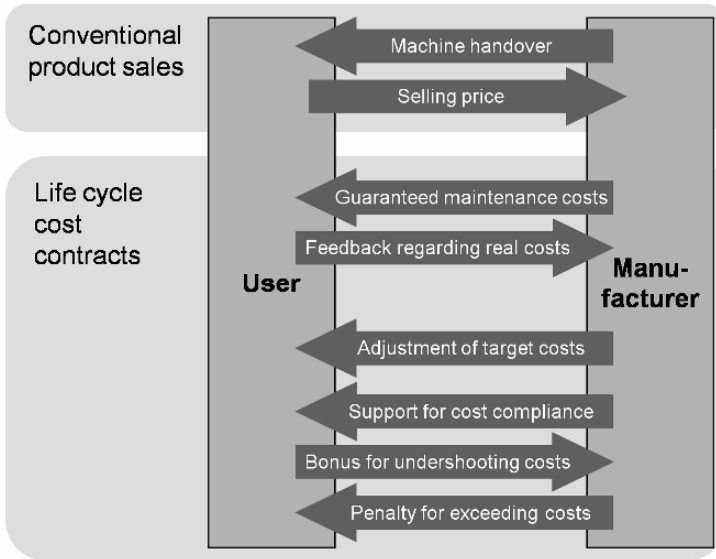 Conventional
product sales
Machine handover
Selling price
Life cycle
cost
contracts
Guaranteed maintenance costs
Feedback regarding real costs
User
Manu-
facturer
Adjustment of target costs
Support for cost compliance
Bonus for undershooting costs
Penalty for exceeding costs